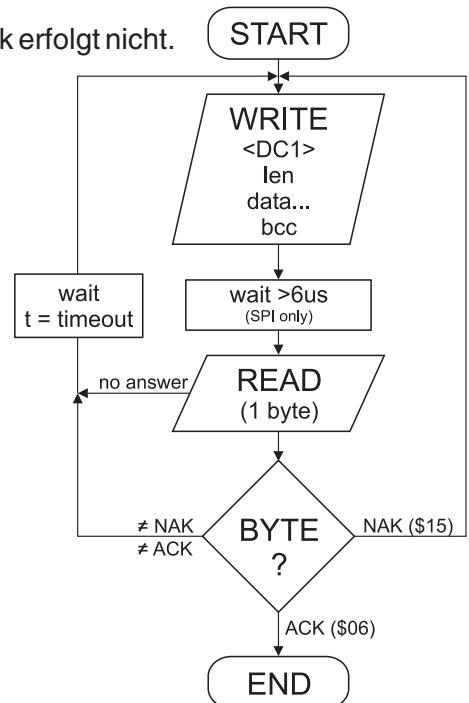 k erfolgt nicht.
START
WRITE
<DC1>
len
data...
bcc
wait
t = timeout
wait >6us
(SPI only)
no answer
READ
(1 byte)
≠ NAK
≠ ACK
BYTE
?
NAK ($15)
ACK ($06)
END